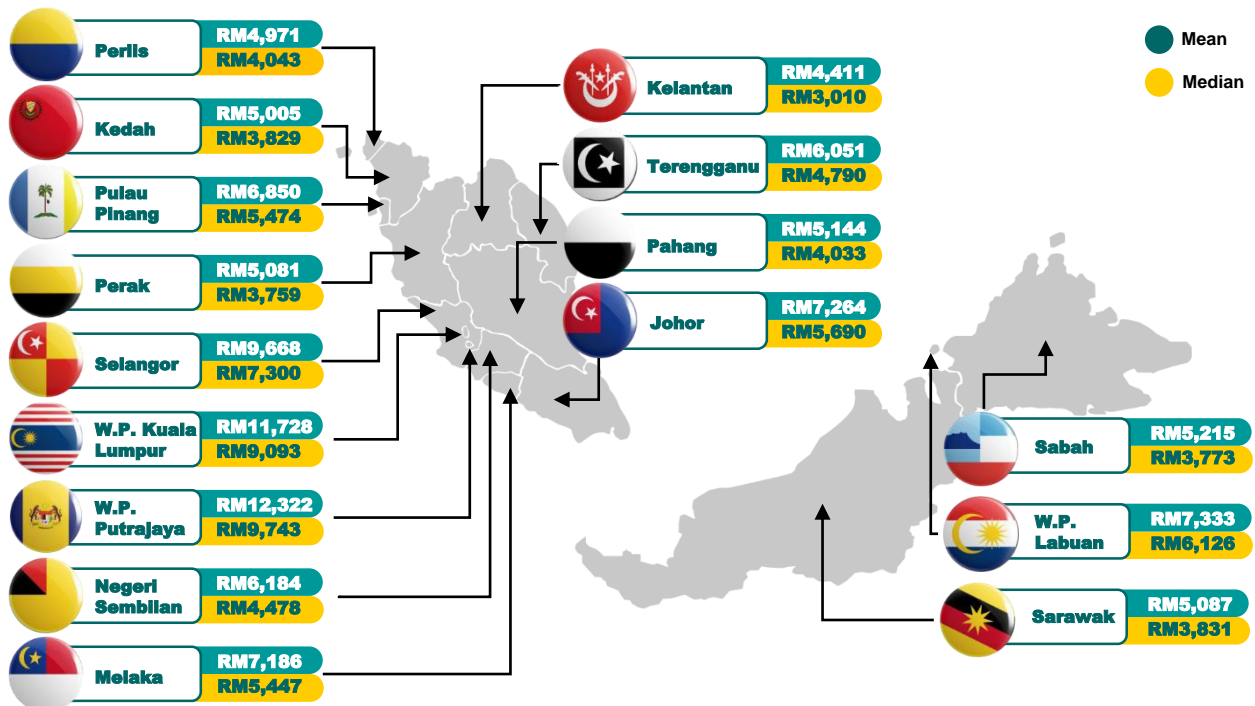 Perlis
RM4,971
RM4,043
Kedah
RM5,005
RM3,829
Pulau
Pinang
RM6,850
RM5,474
Perak
RM5,081
RM3,759
Selangor
RM9,668
RM7,300
W.P. Kuala
Lumpur
RM11,728
RM9,093
W.P.
Putrajaya
RM12,322
RM9,743
Negeri
Sembilan
RM6,184
RM4,478
Melaka
RM7,186
RM5,447
Kelantan
RM4,411
RM3,010
Terengganu
RM6,051
RM4,790
Pahang
RM5,144
RM4,033
Johor
RM7,264
RM5,690
Mean
Median
Sabah
RM5,215
RM3,773
W.P.
Labuan
RM7,333
RM6,126
Sarawak
RM5,087
RM3,831